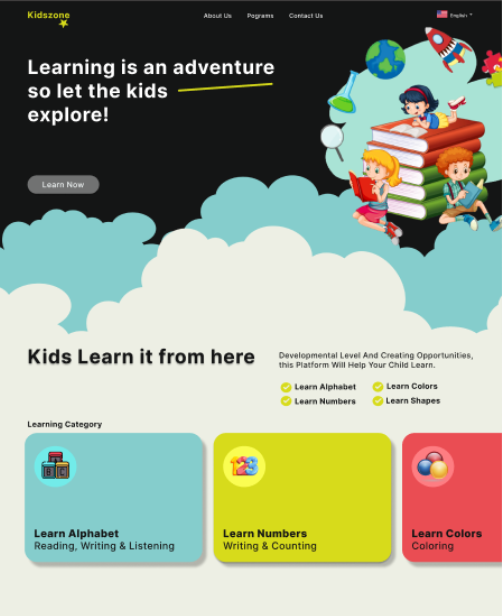 Kidszone
About Us Pograms Contact Us
English
Learning is an adventure
so let the kids
explore!
Learn Now
Kids Learn it from here
Developmental Level And Creating Opportunities,
this Platform Will Help Your Child Learn.
Learn Alphabet Learn Colors
Learn Numbers Learn Shapes
Learning Category
A
B C
123
Learn Alphabet
Reading, Writing & Listening
Learn Numbers
Writing & Counting
Learn Colors
Coloring